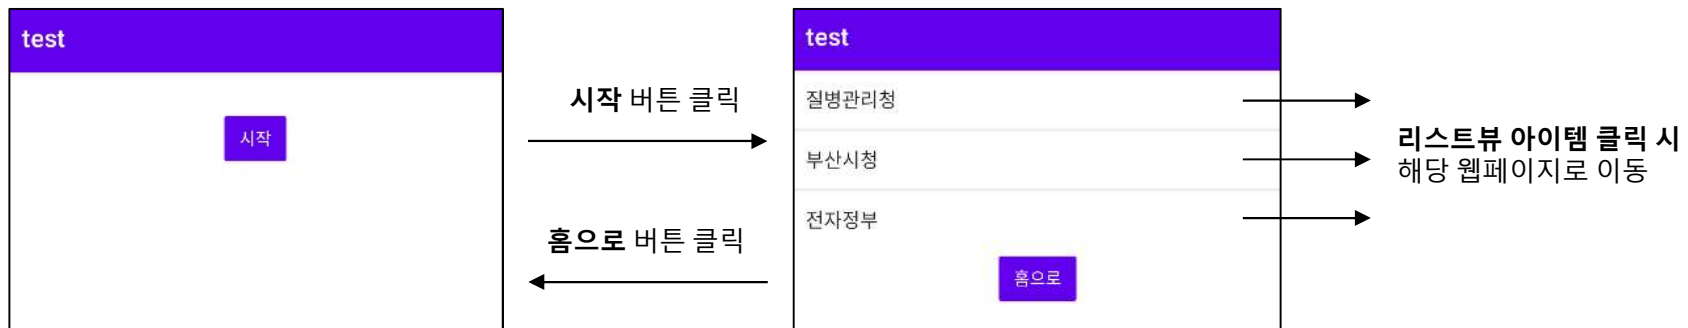 test
시작
시작 버튼 클릭
홈으로 버튼 클릭
test
질병관리청
부산시청
전자정부
홈으로
리스트뷰 아이템 클릭 시
해당 웹페이지로 이동